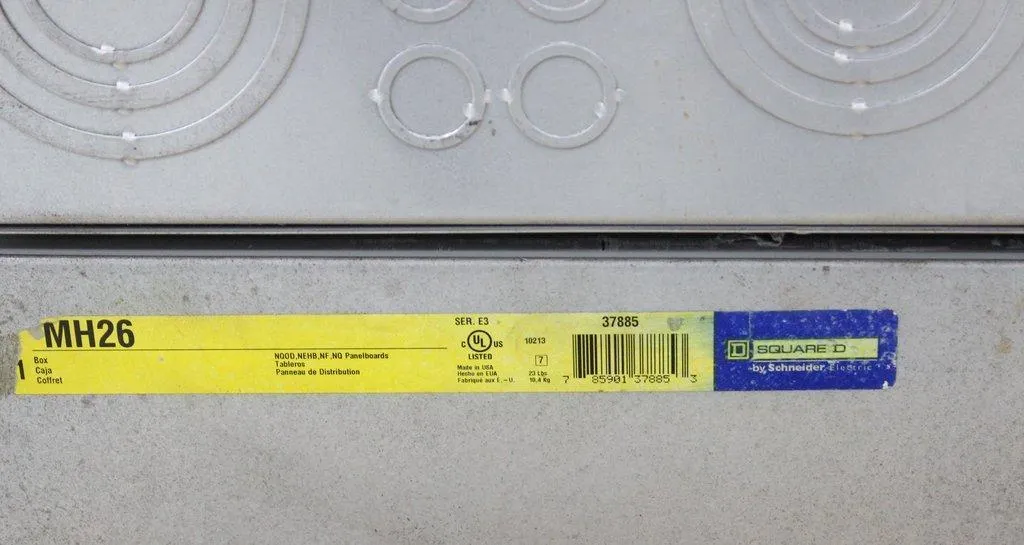 MH26
1
Box
Caja
Coffret
NQOD,NEHB,NF,NQ Panelboards
Tableros
Panneau de Distribution
SER. E3
C UL US
LISTED
Made in USA
Hecho en EUA
Fabriqué aux E.-U.
10213
7
23 Lbs
10,4 Kg
37885
7 85901 37885 3
D SQUARE D
by Schneider Electric